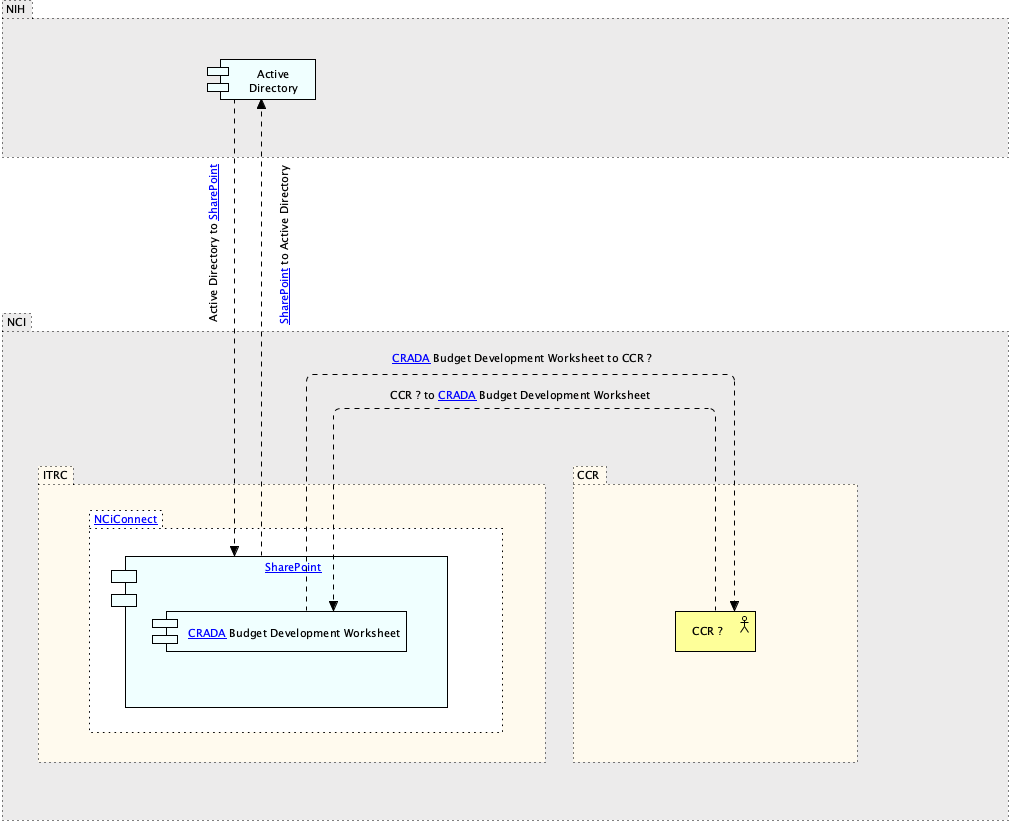 NIH
Active
Directory
Active Directory to SharePoint
SharePoint to Active Directory
NCI
CRADA Budget Development Worksheet to CCR ?
CCR ? to CRADA Budget Development Worksheet
ITRC
CCR
NCiConnect
SharePoint
CRADA Budget Development Worksheet
CCR ?